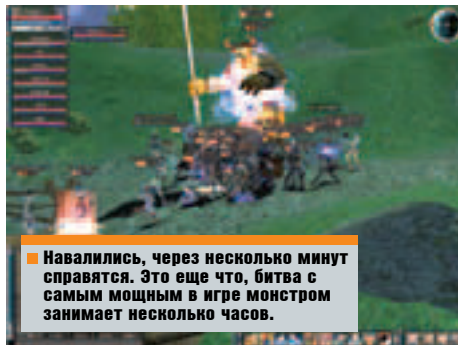 Навалились, через несколько минут
справятся. Это еще что, битва с
самым мощным в игре монстром
занимает несколько часов.